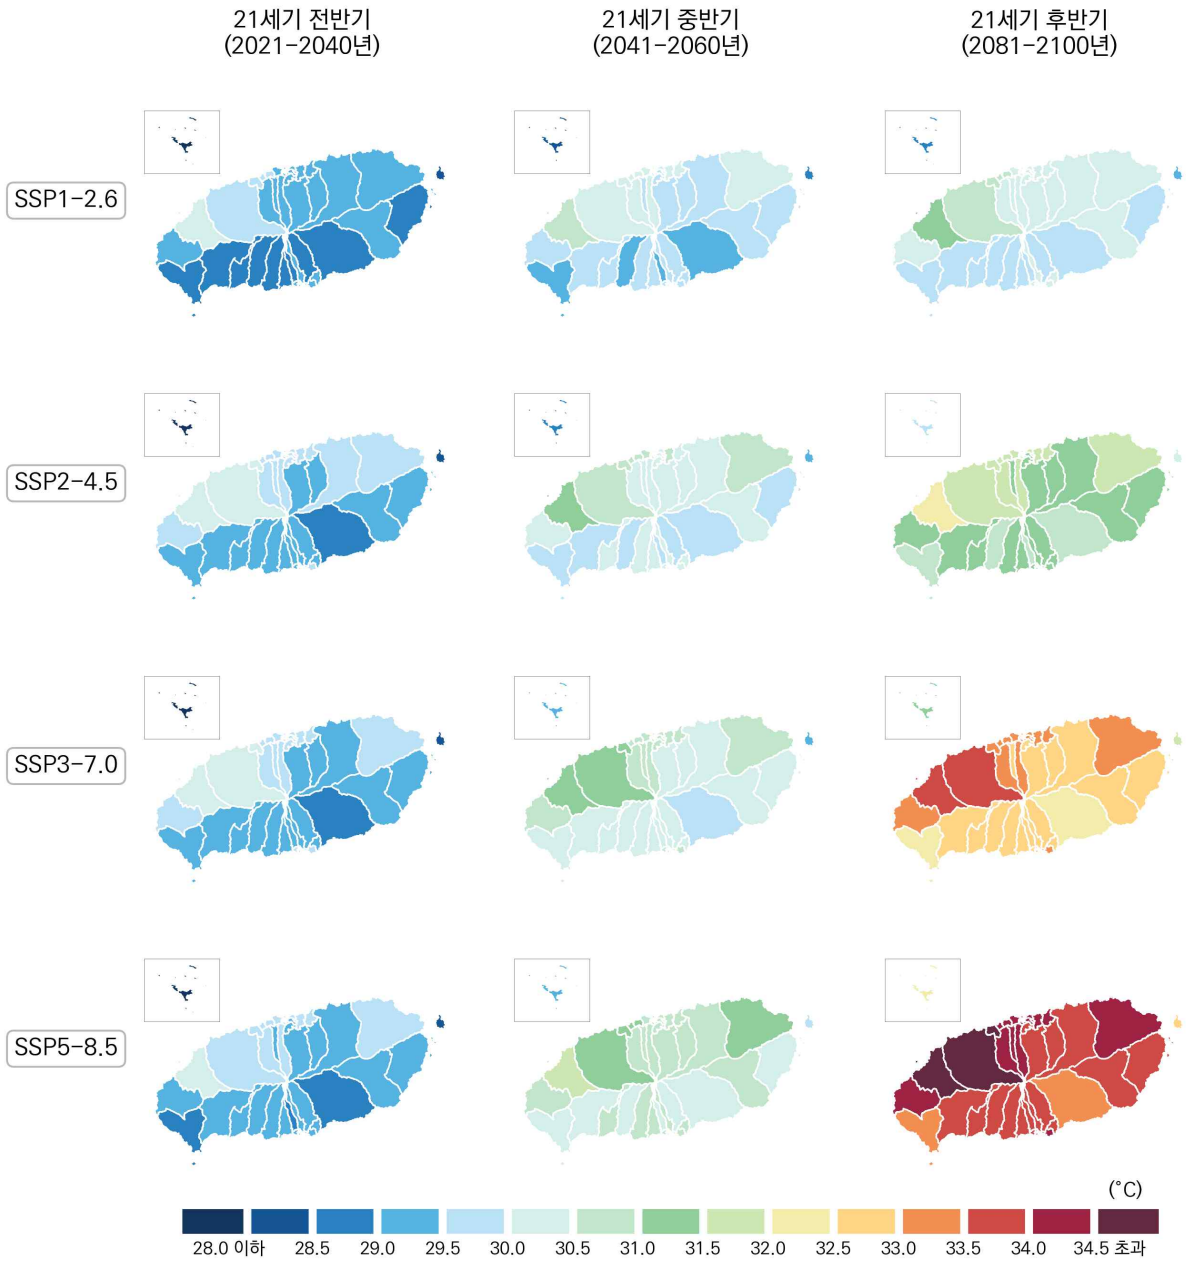 21세기 전반기
(2021-2040년)
21세기 중반기
(2041-2060년)
21세기 후반기
(2081-2100년)
SSP1-2.6
SSP2-4.5
SSP3-7.0
SSP5-8.5
(°C)
28.0 이하 28.5 29.0 29.5 30.0 30.5 31.0 31.5 32.0 32.5 33.0 33.5 34.0 34.5 초과